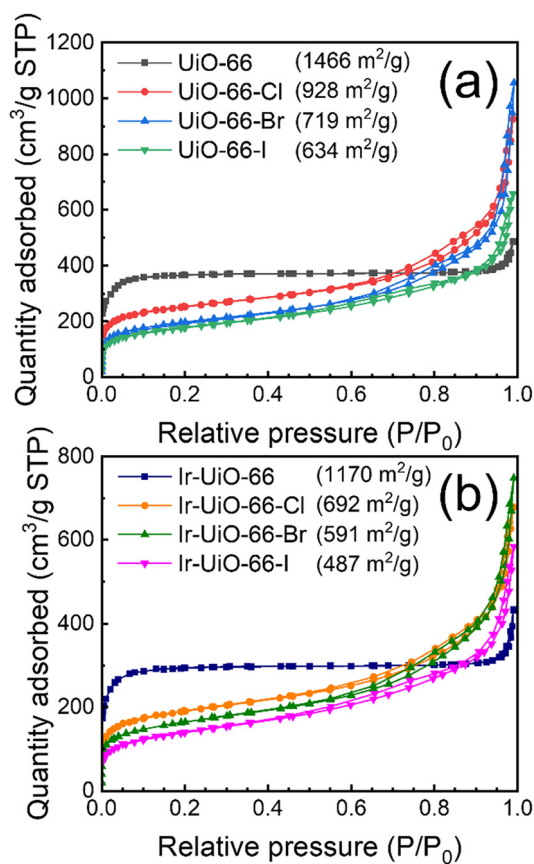 1200
1000
800
600
400
200
0
Quantity adsorbed (cm³/g STP)
(a)
UiO-66 (1466 m²/g)
UiO-66-Cl (928 m²/g)
UiO-66-Br (719 m²/g)
UiO-66-I (634 m²/g)
0.0 0.2 0.4 0.6 0.8 1.0
Relative pressure (P/P₀)
800
600
400
200
0
Quantity adsorbed (cm³/g STP)
(b)
Ir-UiO-66 (1170 m²/g)
Ir-UiO-66-Cl (692 m²/g)
Ir-UiO-66-Br (591 m²/g)
Ir-UiO-66-I (487 m²/g)
0.0 0.2 0.4 0.6 0.8 1.0
Relative pressure (P/P₀)